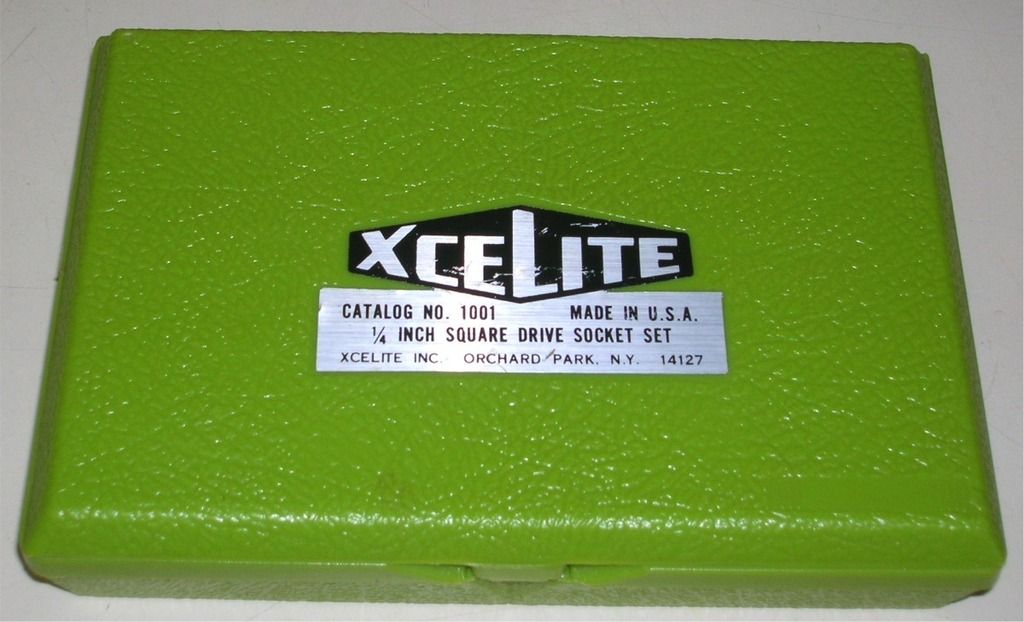 XCELITE
CATALOG NO. 1001 MADE IN U.S.A.
¼ INCH SQUARE DRIVE SOCKET SET
XCELITE INC. ORCHARD PARK, N.Y. 14127